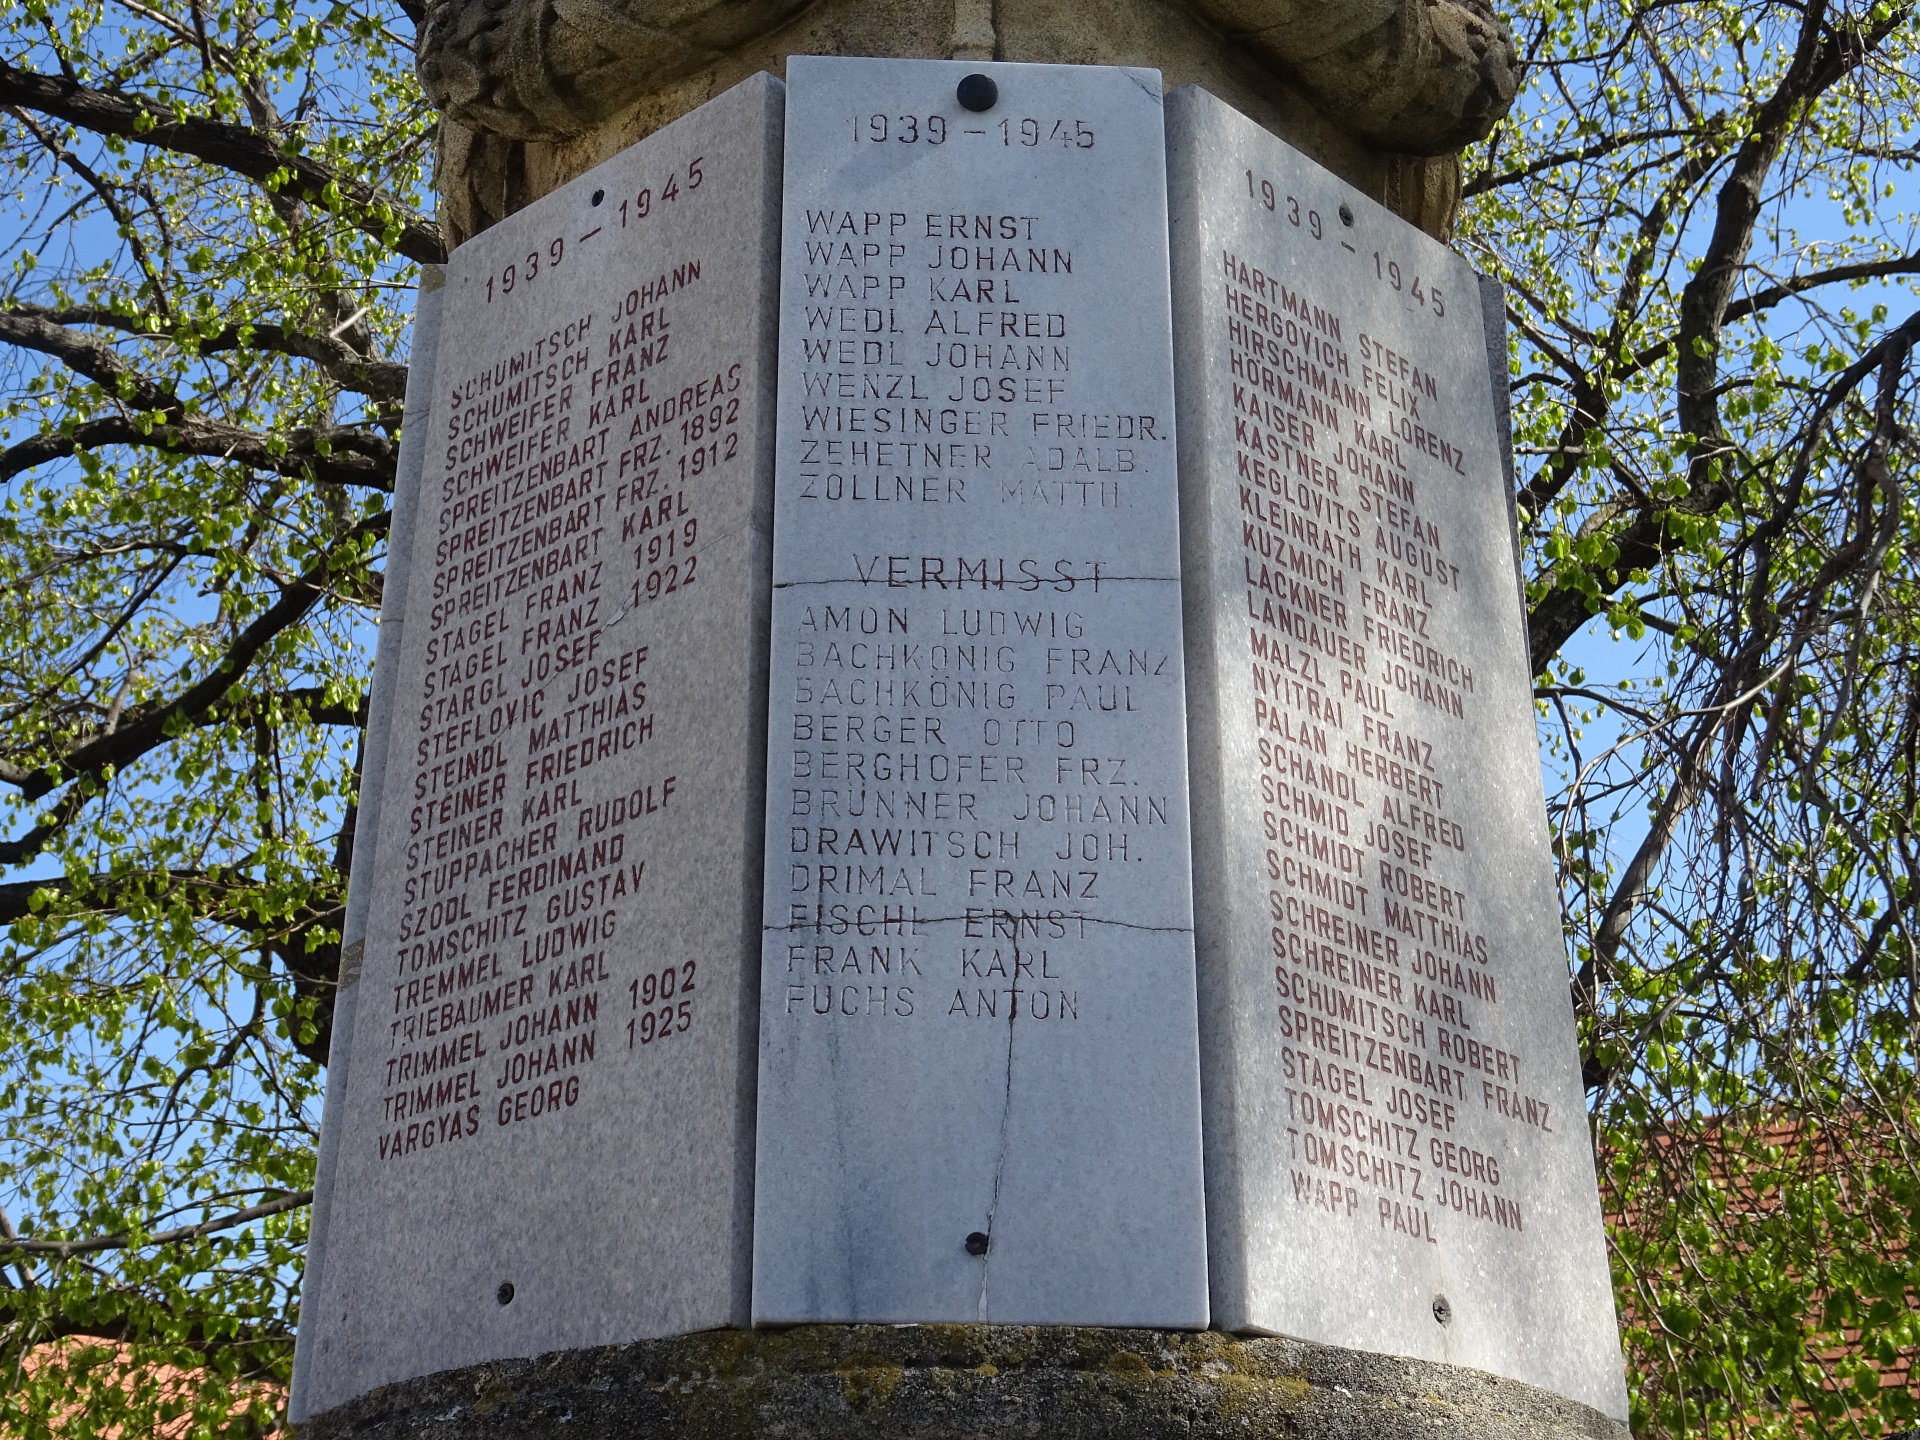 1939 – 1945
SCHUMITSCH JOHANN
SCHUMITSCH KARL
SCHWEIFER FRANZ
SCHWEIFER KARL
SPREITZENBART ANDREAS
SPREITZENBART FRZ. 1892
SPREITZENBART FRZ. 1912
SPREITZENBART KARL
STAGEL FRANZ 1919
STAGEL FRANZ 1922
STARGL JOSEF
STEFLOVIC JOSEF
STEINDL MATTHIAS
STEINER FRIEDRICH
STEINER KARL
STUPPACHER RUDOLF
SZODL FERDINAND
TOMSCHITZ GUSTAV
TREMMEL LUDWIG
TRIEBAUMER KARL
TRIMMEL JOHANN 1902
TRIMMEL JOHANN 1925
VARGYAS GEORG
1939 – 1945
WAPP ERNST
WAPP JOHANN
WAPP KARL
WEDL ALFRED
WEDL JOHANN
WENZL JOSEF
WIESINGER FRIEDR.
ZEHETNER ADALB.
ZOLLNER MATTH.
VERMISST
AMON LUDWIG
BACHKÖNIG FRANZ
BACHKÖNIG PAUL
BERGER OTTO
BERGHOFER FRZ.
BRÜNNER JOHANN
DRAWITSCH JOH.
DRIMAL FRANZ
FISCHL ERNST
FRANK KARL
FUCHS ANTON
1939 – 1945
HARTMANN STEFAN
HERGOVICH FELIX
HIRSCHMANN LORENZ
HÖRMANN KARL
KAISER JOHANN
KASTNER STEFAN
KEGLOVITS AUGUST
KLEINRATH KARL
KUZMICH FRANZ
LACKNER FRIEDRICH
LANDAUER JOHANN
MALZL PAUL
NYITRAI FRANZ
PALAN HERBERT
SCHANDL ALFRED
SCHMID JOSEF
SCHMIDT ROBERT
SCHMIDT MATTHIAS
SCHREINER JOHANN
SCHREINER KARL
SCHUMITSCH ROBERT
SPREITZENBART FRANZ
STAGEL JOSEF
TOMSCHITZ GEORG
TOMSCHITZ JOHANN
WAPP PAUL